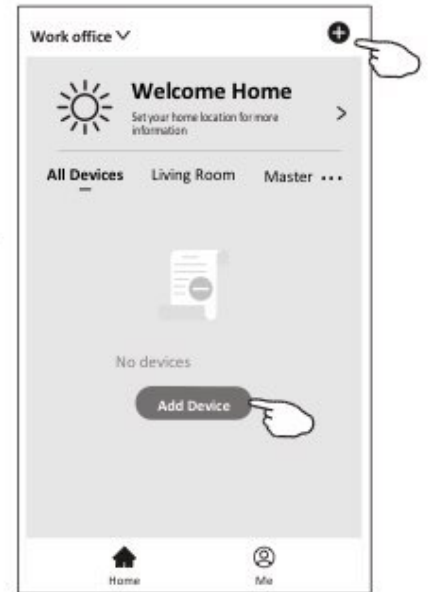 Work office
Welcome Home
Set your home location for more
information
All Devices Living Room Master ...
No devices
Add Device
Home Me